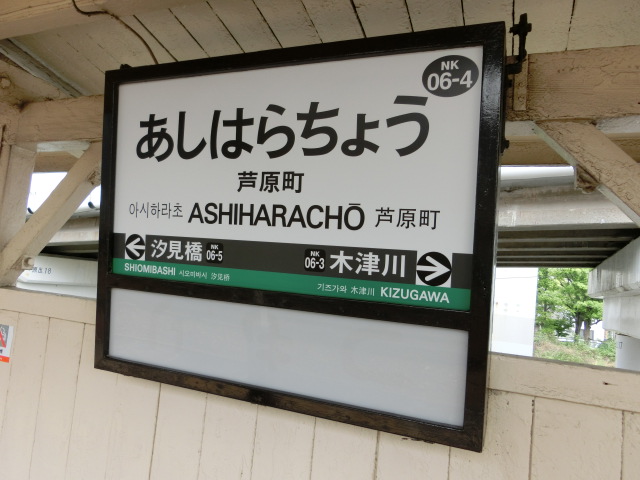 NK
06-4
あしはらちょう
芦原町
아시하라초 ASHIHARACHŌ 芦原町
汐見橋 NK 06-5 NK 06-3 木津川
SHIOMIBASHI 시오미바시 汐見橋 기즈가와 木津川 KIZUGAWA